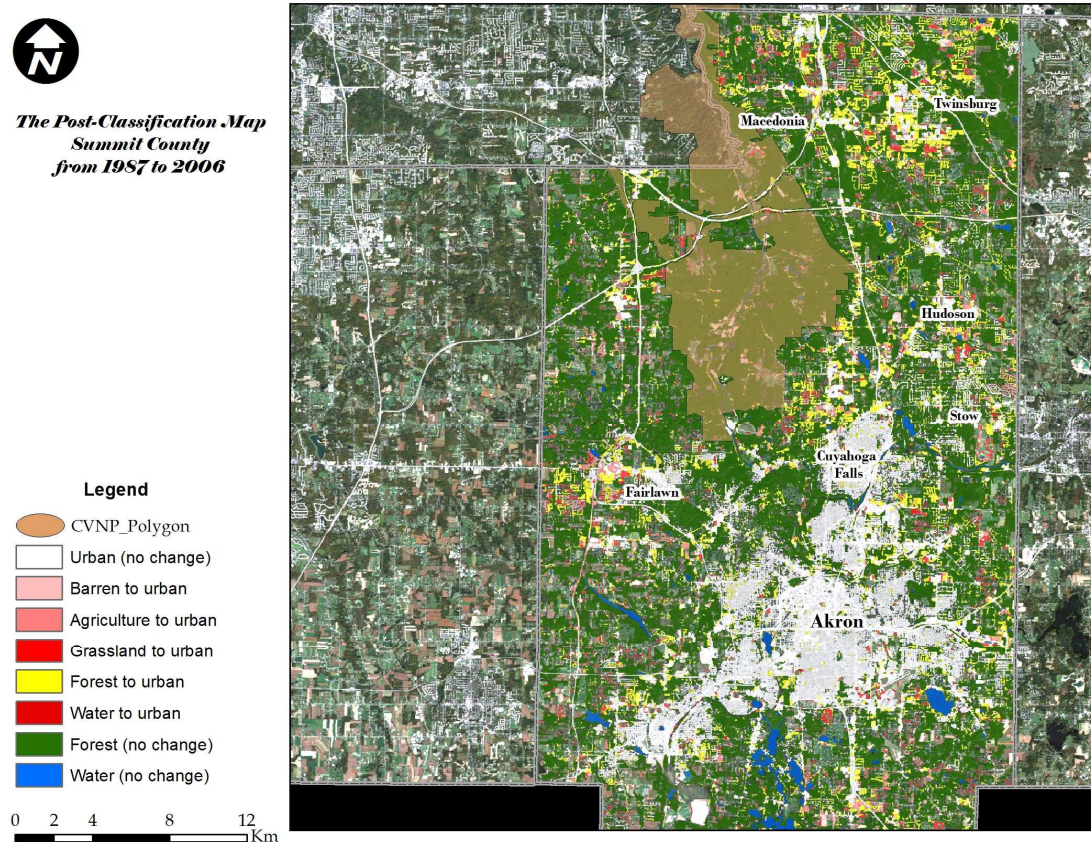 N
The Post-Classification Map
Summit County
from 1987 to 2006
Twinsburg
Macedonia
Hudoson
Stow
Cuyahoga
Falls
Fairlawn
Akron
Legend
CVNP_Polygon
Urban (no change)
Barren to urban
Agriculture to urban
Grassland to urban
Forest to urban
Water to urban
Forest (no change)
Water (no change)
0 2 4 8 12
Km